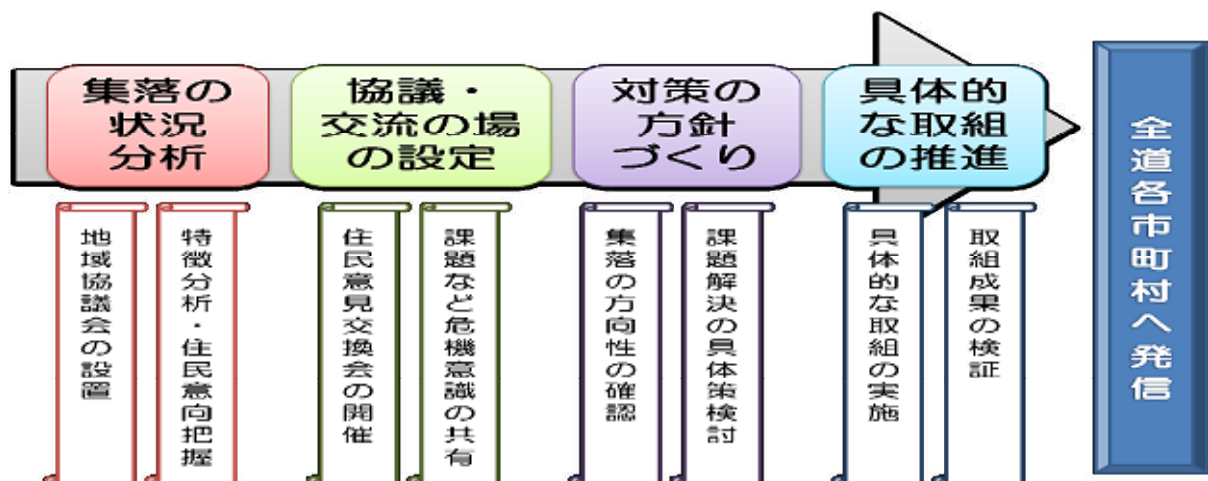 集落の
状況
分析
協議・
交流の場
の設定
対策の
方針
づくり
具体的
な取組
の推進
地域協議会の設置
特徴分析・住民意向把握
住民意見交換会の開催
課題など危機意識の共有
集落の方向性の確認
課題解決の具体策検討
具体的な取組の実施
取組成果の検証
全道各市町村へ発信